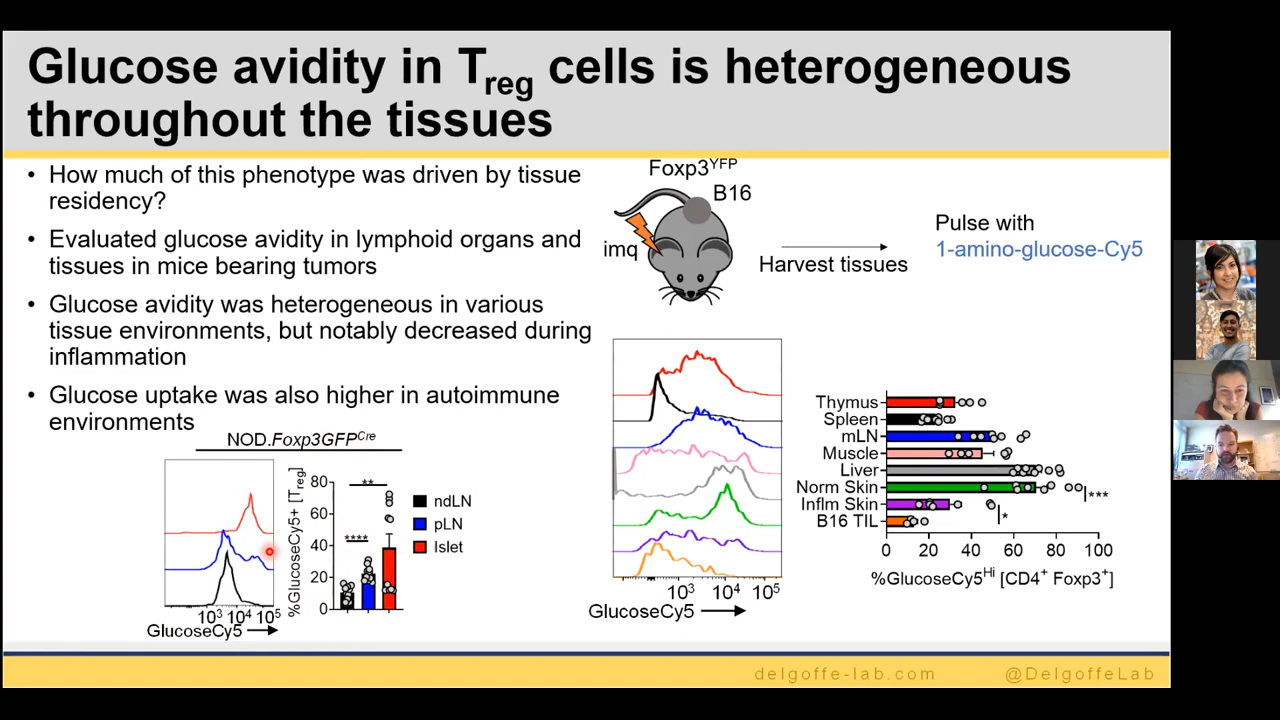 Glucose avidity in Treg cells is heterogeneous
throughout the tissues
• How much of this phenotype was driven by tissue
residency?
• Evaluated glucose avidity in lymphoid organs and
tissues in mice bearing tumors
• Glucose avidity was heterogeneous in various
tissue environments, but notably decreased during
inflammation
• Glucose uptake was also higher in autoimmune
environments
Foxp3YFP
B16
imq
Harvest tissues
Pulse with
1-amino-glucose-Cy5
NOD.Foxp3GFPCre
10³ 10⁴ 10⁵
GlucoseCy5
%GlucoseCy5+ [Treg]
80
60
40
20
0
**
****
ndLN
pLN
Islet
10³ 10⁴ 10⁵
GlucoseCy5
Thymus
Spleen
mLN
Muscle
Liver
Norm Skin
Inflm Skin
B16 TIL
***
*
0 20 40 60 80 100
%GlucoseCy5Hi [CD4+ Foxp3+]
delgoffe-lab.com
@DelgoffeLab